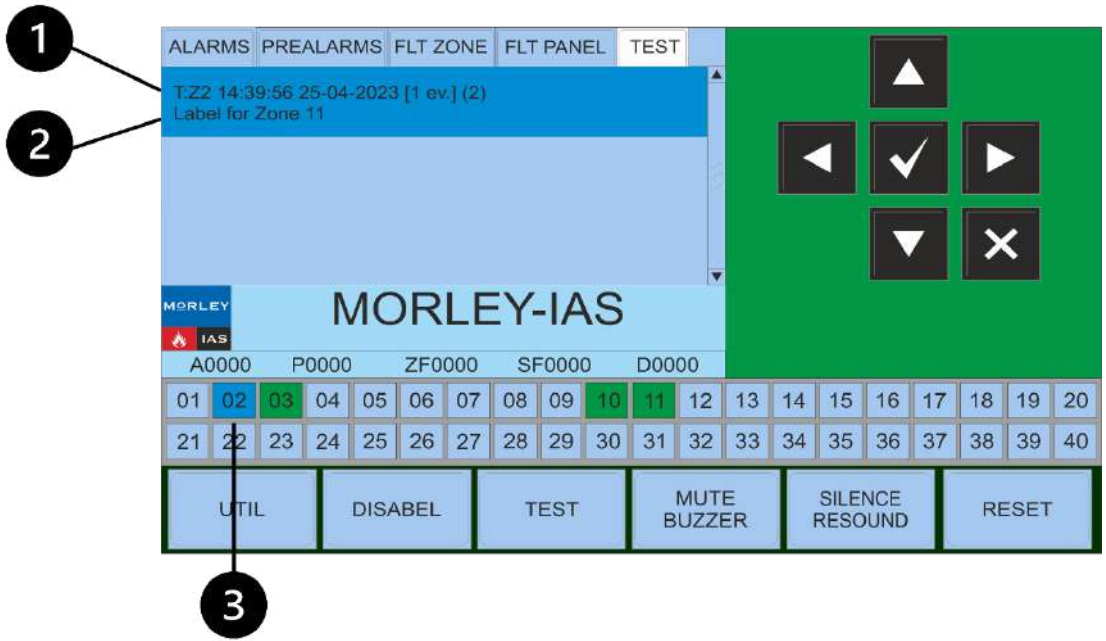 1
2
ALARMS PREALARMS FLT ZONE FLT PANEL TEST
T:Z2 14:39:56 25-04-2023 [1 ev.] (2)
Label for Zone 11
MORLEY
IAS
MORLEY-IAS
A0000 P0000 ZF0000 SF0000 D0000
01 02 03 04 05 06 07 08 09 10 11 12 13 14 15 16 17 18 19 20
21 22 23 24 25 26 27 28 29 30 31 32 33 34 35 36 37 38 39 40
UTIL
DISABEL
TEST
MUTE
BUZZER
SILENCE
RESOUND
RESET
3